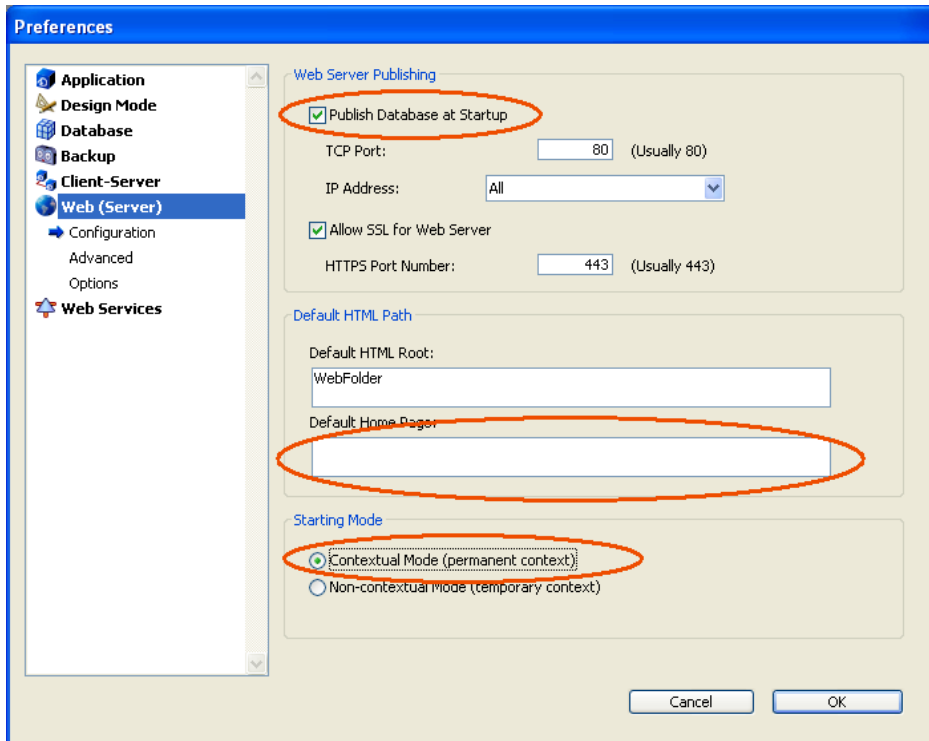 Preferences
Application
Design Mode
Database
Backup
Client-Server
Web (Server)
Configuration
Advanced
Options
Web Services
Web Server Publishing
Publish Database at Startup
TCP Port: 80 (Usually 80)
IP Address: All
Allow SSL for Web Server
HTTPS Port Number: 443 (Usually 443)
Default HTML Path
Default HTML Root:
WebFolder
Default Home Page:
Starting Mode
Contextual Mode (permanent context)
Non-contextual Mode (temporary context)
Cancel OK